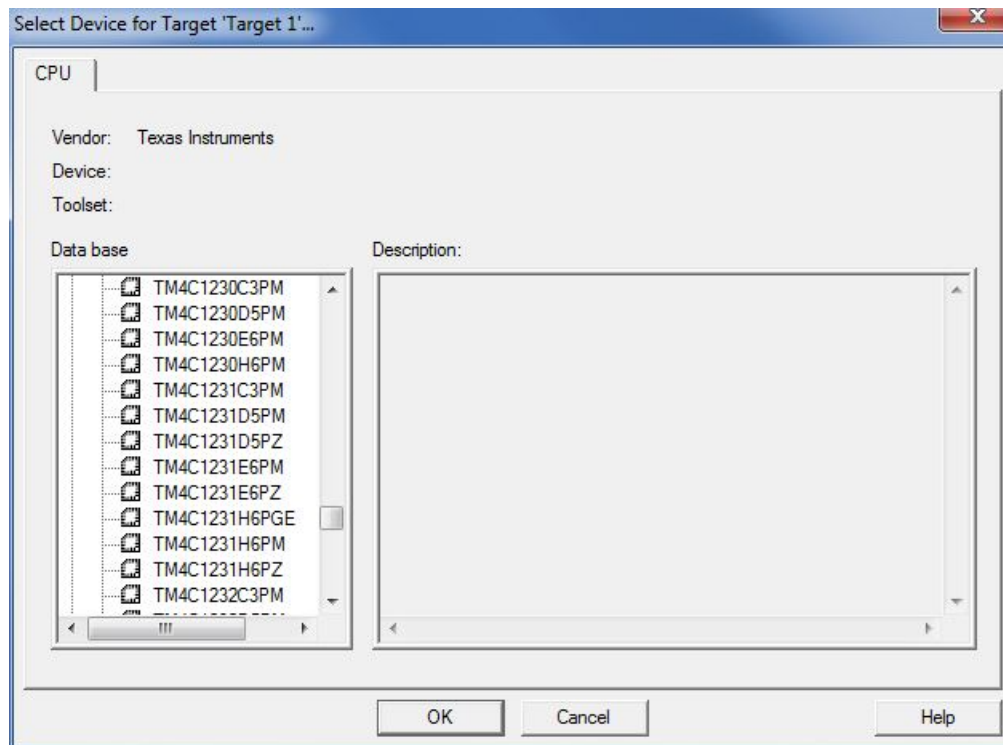 Select Device for Target 'Target 1'...
CPU
Vendor: Texas Instruments
Device:
Toolset:
Data base
Description:
TM4C1230C3PM
TM4C1230D5PM
TM4C1230E6PM
TM4C1230H6PM
TM4C1231C3PM
TM4C1231D5PM
TM4C1231D5PZ
TM4C1231E6PM
TM4C1231E6PZ
TM4C1231H6PGE
TM4C1231H6PM
TM4C1231H6PZ
TM4C1232C3PM
OK
Cancel
Help